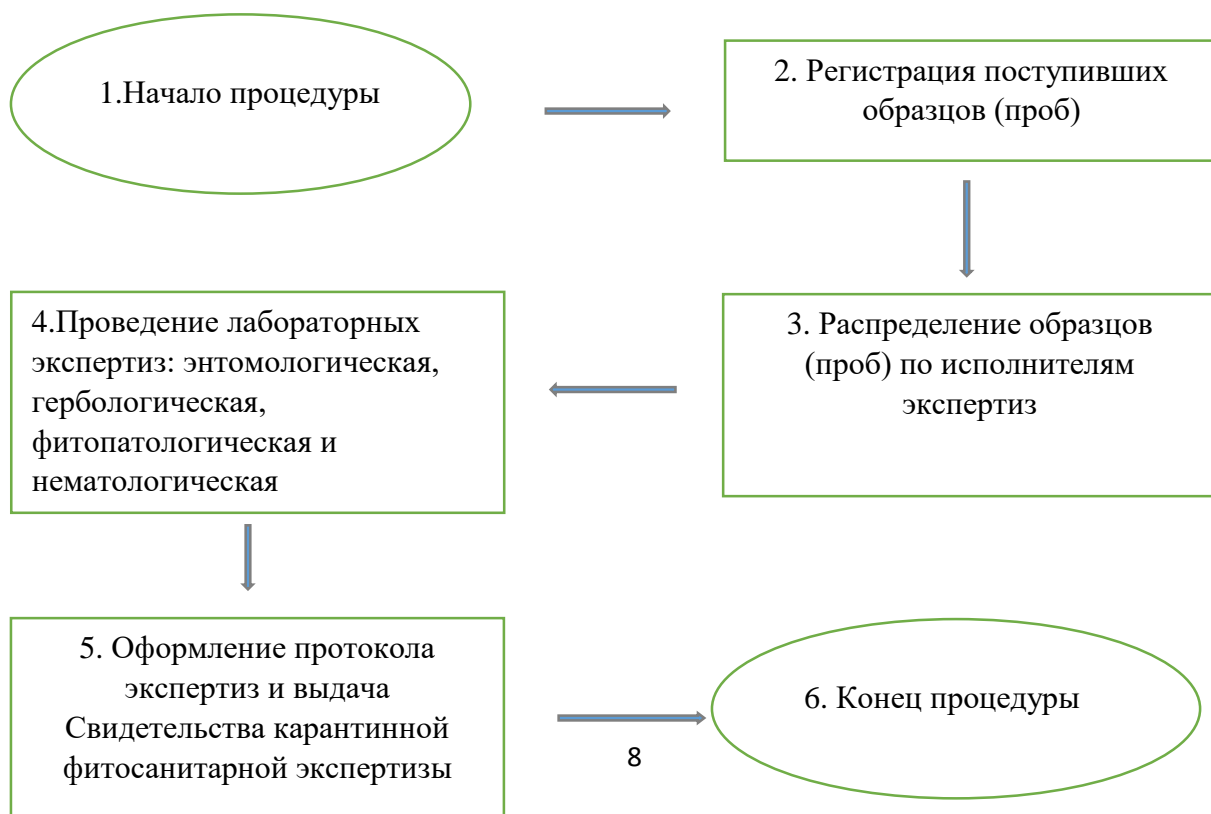 1.Начало процедуры
2. Регистрация поступивших
образцов (проб)
3. Распределение образцов
(проб) по исполнителям
экспертиз
4.Проведение лабораторных
экспертиз: энтомологическая,
гербологическая,
фитопатологическая и
нематологическая
5. Оформление протокола
экспертиз и выдача
Свидетельства карантинной
фитосанитарной экспертизы
6. Конец процедуры
8